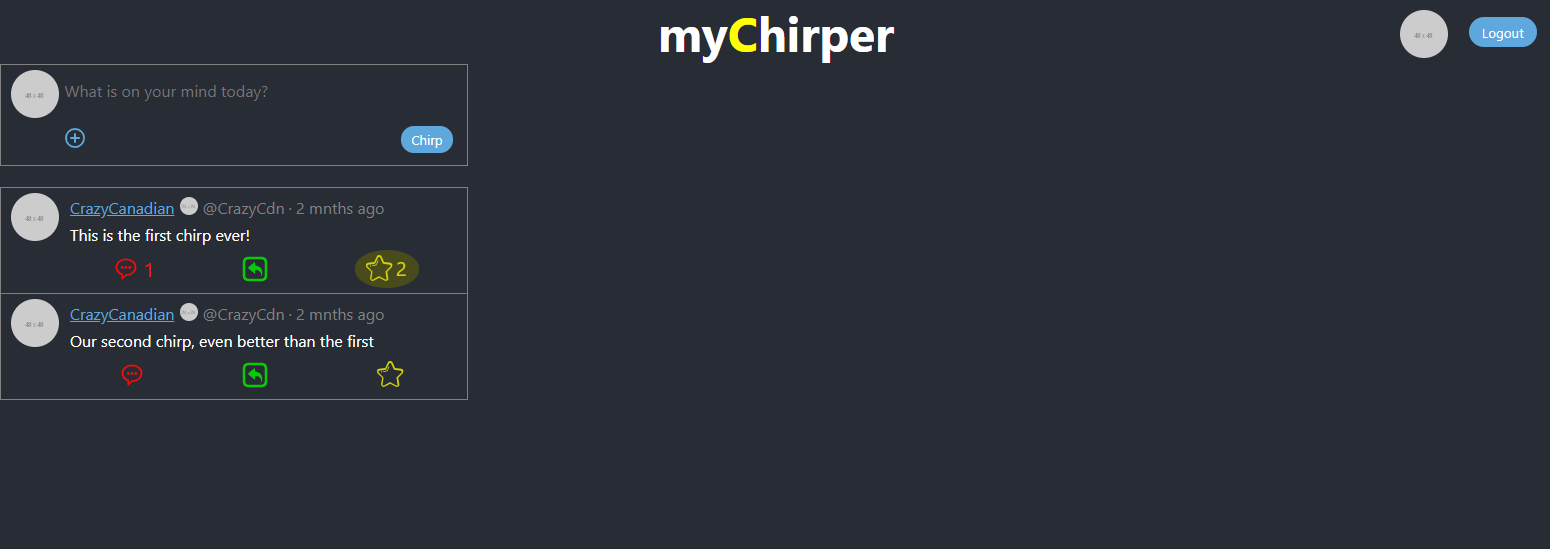 myChirper
48 x 48
Logout
48 x 48
What is on your mind today?
Chirp
48 x 48
CrazyCanadian @CrazyCdn · 2 mnths ago
This is the first chirp ever!
1
2
48 x 48
CrazyCanadian @CrazyCdn · 2 mnths ago
Our second chirp, even better than the first